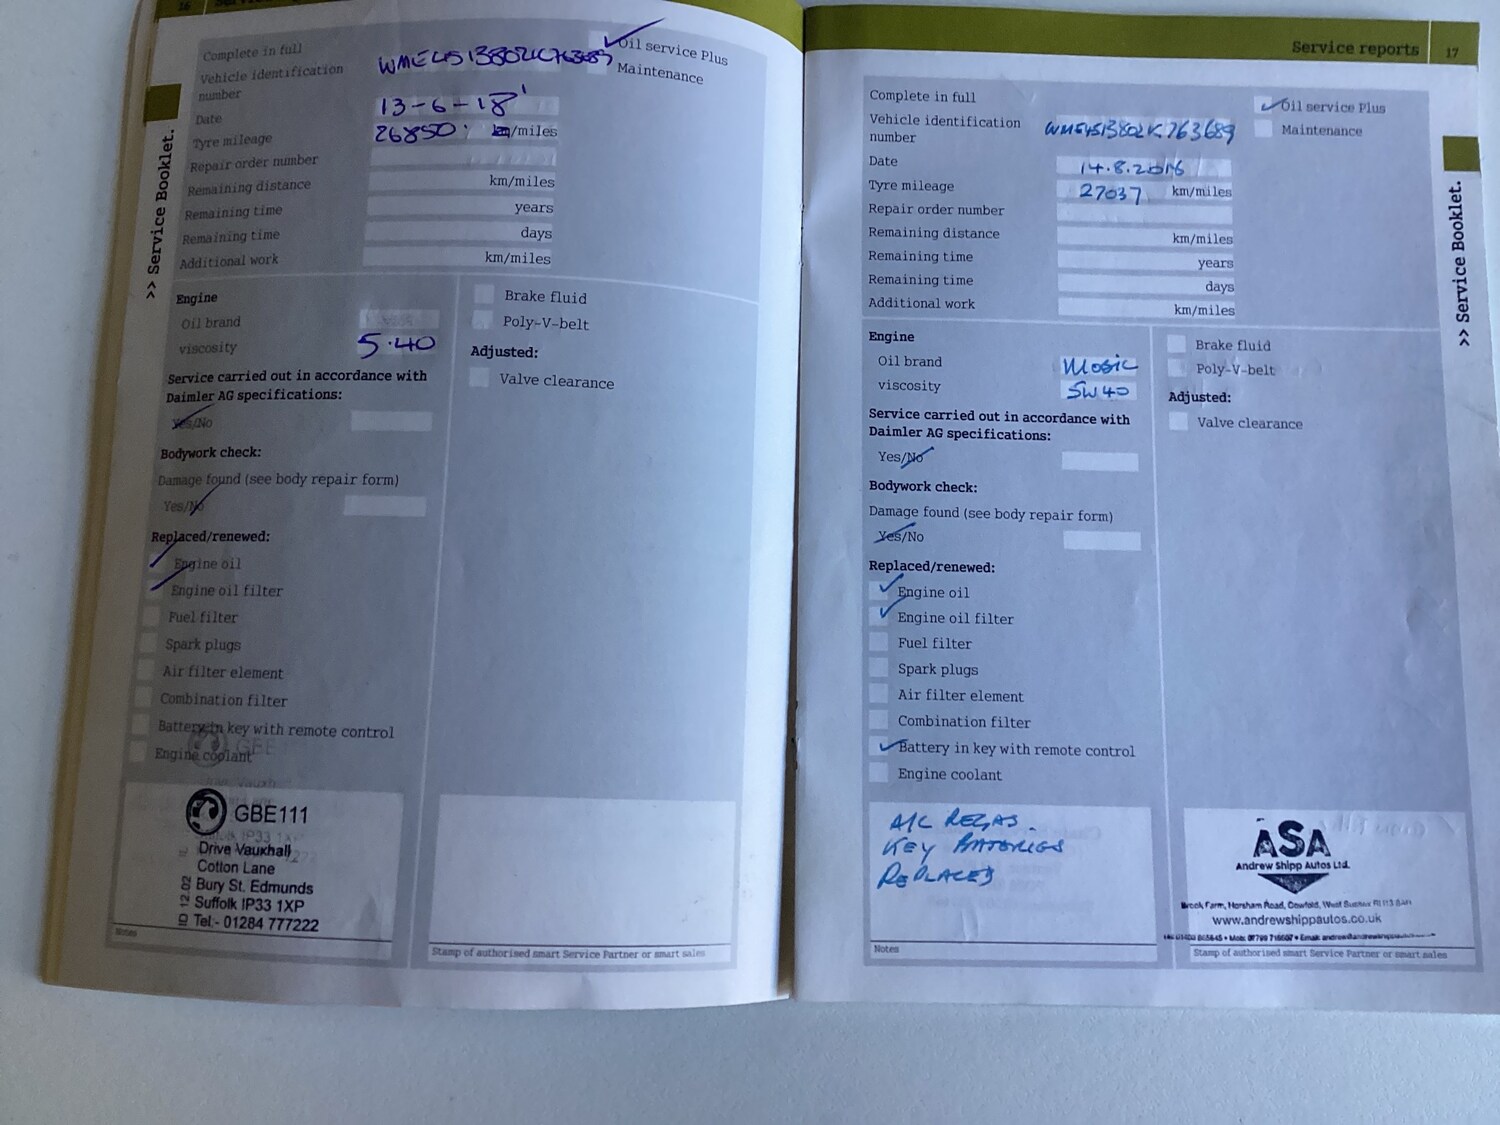 16
Complete in full
Oil service Plus
Vehicle identification number
WME4513802K763689
Maintenance
Date
13-6-18
Tyre mileage
26850 km/miles
Repair order number
Remaining distance km/miles
Remaining time years
Remaining time days
Additional work km/miles
Engine
Oil brand
viscosity 5.40
Service carried out in accordance with
Daimler AG specifications:
Yes/No
Bodywork check:
Damage found (see body repair form)
Yes/No
Replaced/renewed:
Engine oil
Engine oil filter
Fuel filter
Spark plugs
Air filter element
Combination filter
Battery in key with remote control
Engine coolant
Brake fluid
Poly-V-belt
Adjusted:
Valve clearance
GBE111
Drive Vauxhall
Cotton Lane
Bury St. Edmunds
Suffolk IP33 1XP
Tel:- 01284 777222
Notes
Stamp of authorised smart Service Partner or smart sales
>> Service Booklet.
Service reports 17
Complete in full
Oil service Plus
Vehicle identification
number
WME4513802K763689
Maintenance
Date 14.8.2016
Tyre mileage 27037 km/miles
Repair order number
Remaining distance km/miles
Remaining time years
Remaining time days
Additional work km/miles
Engine
Oil brand
viscosity 5W40
Service carried out in accordance with
Daimler AG specifications:
Yes/No
Bodywork check:
Damage found (see body repair form)
Yes/No
Replaced/renewed:
Engine oil
Engine oil filter
Fuel filter
Spark plugs
Air filter element
Combination filter
Battery in key with remote control
Engine coolant
Brake fluid
Poly-V-belt
Adjusted:
Valve clearance
A/C REGAS.
KEY BATTERIES
REPLACED
Notes
ASA
Andrew Shipp Autos Ltd.
Brook Farm, Horsham Road, Cowfold, West Sussex
www.andrewshippautos.co.uk
Stamp of authorised smart Service Partner or smart sales
>> Service Booklet.